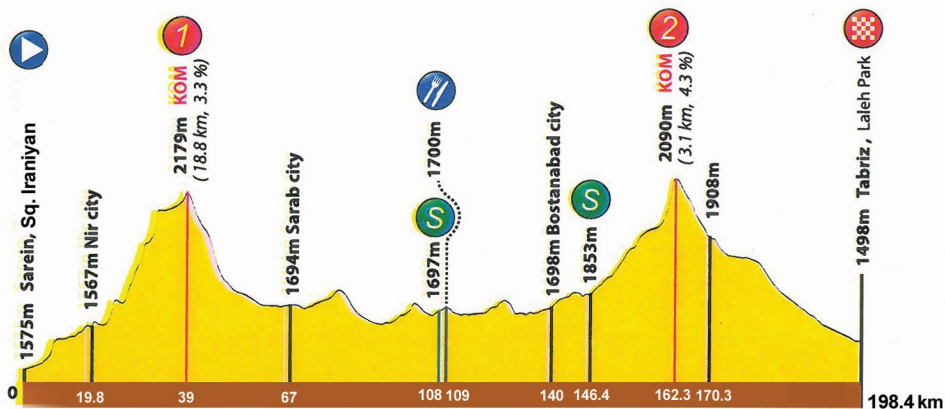 1575m Sarein, Sq. Iraniyan
1567m Nir city
1
2179m KOM
(18.8 km, 3.3 %)
1694m Sarab city
S
1697m
1700m
1698m Bostanabad city
S
1853m
2
2090m KOM
(3.1 km, 4.3 %)
1908m
1498m Tabriz, Laleh Park
0
19.8
39
67
108
109
140
146.4
162.3
170.3
198.4 km